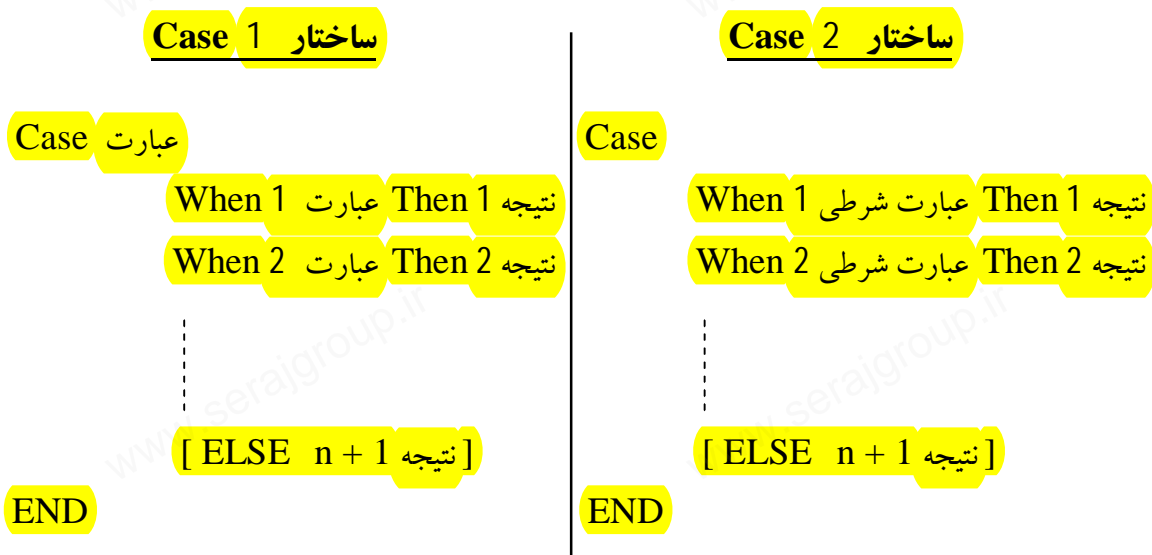 ساختار 1 Case
Case عبارت
When 1 عبارت Then 1 نتیجه
When 2 عبارت Then 2 نتیجه
[ ELSE n + 1 نتیجه ]
END
ساختار 2 Case
Case
When 1 عبارت شرطی Then 1 نتیجه
When 2 عبارت شرطی Then 2 نتیجه
[ ELSE n + 1 نتیجه ]
END
www.serajgroup.ir
www.serajgroup.ir